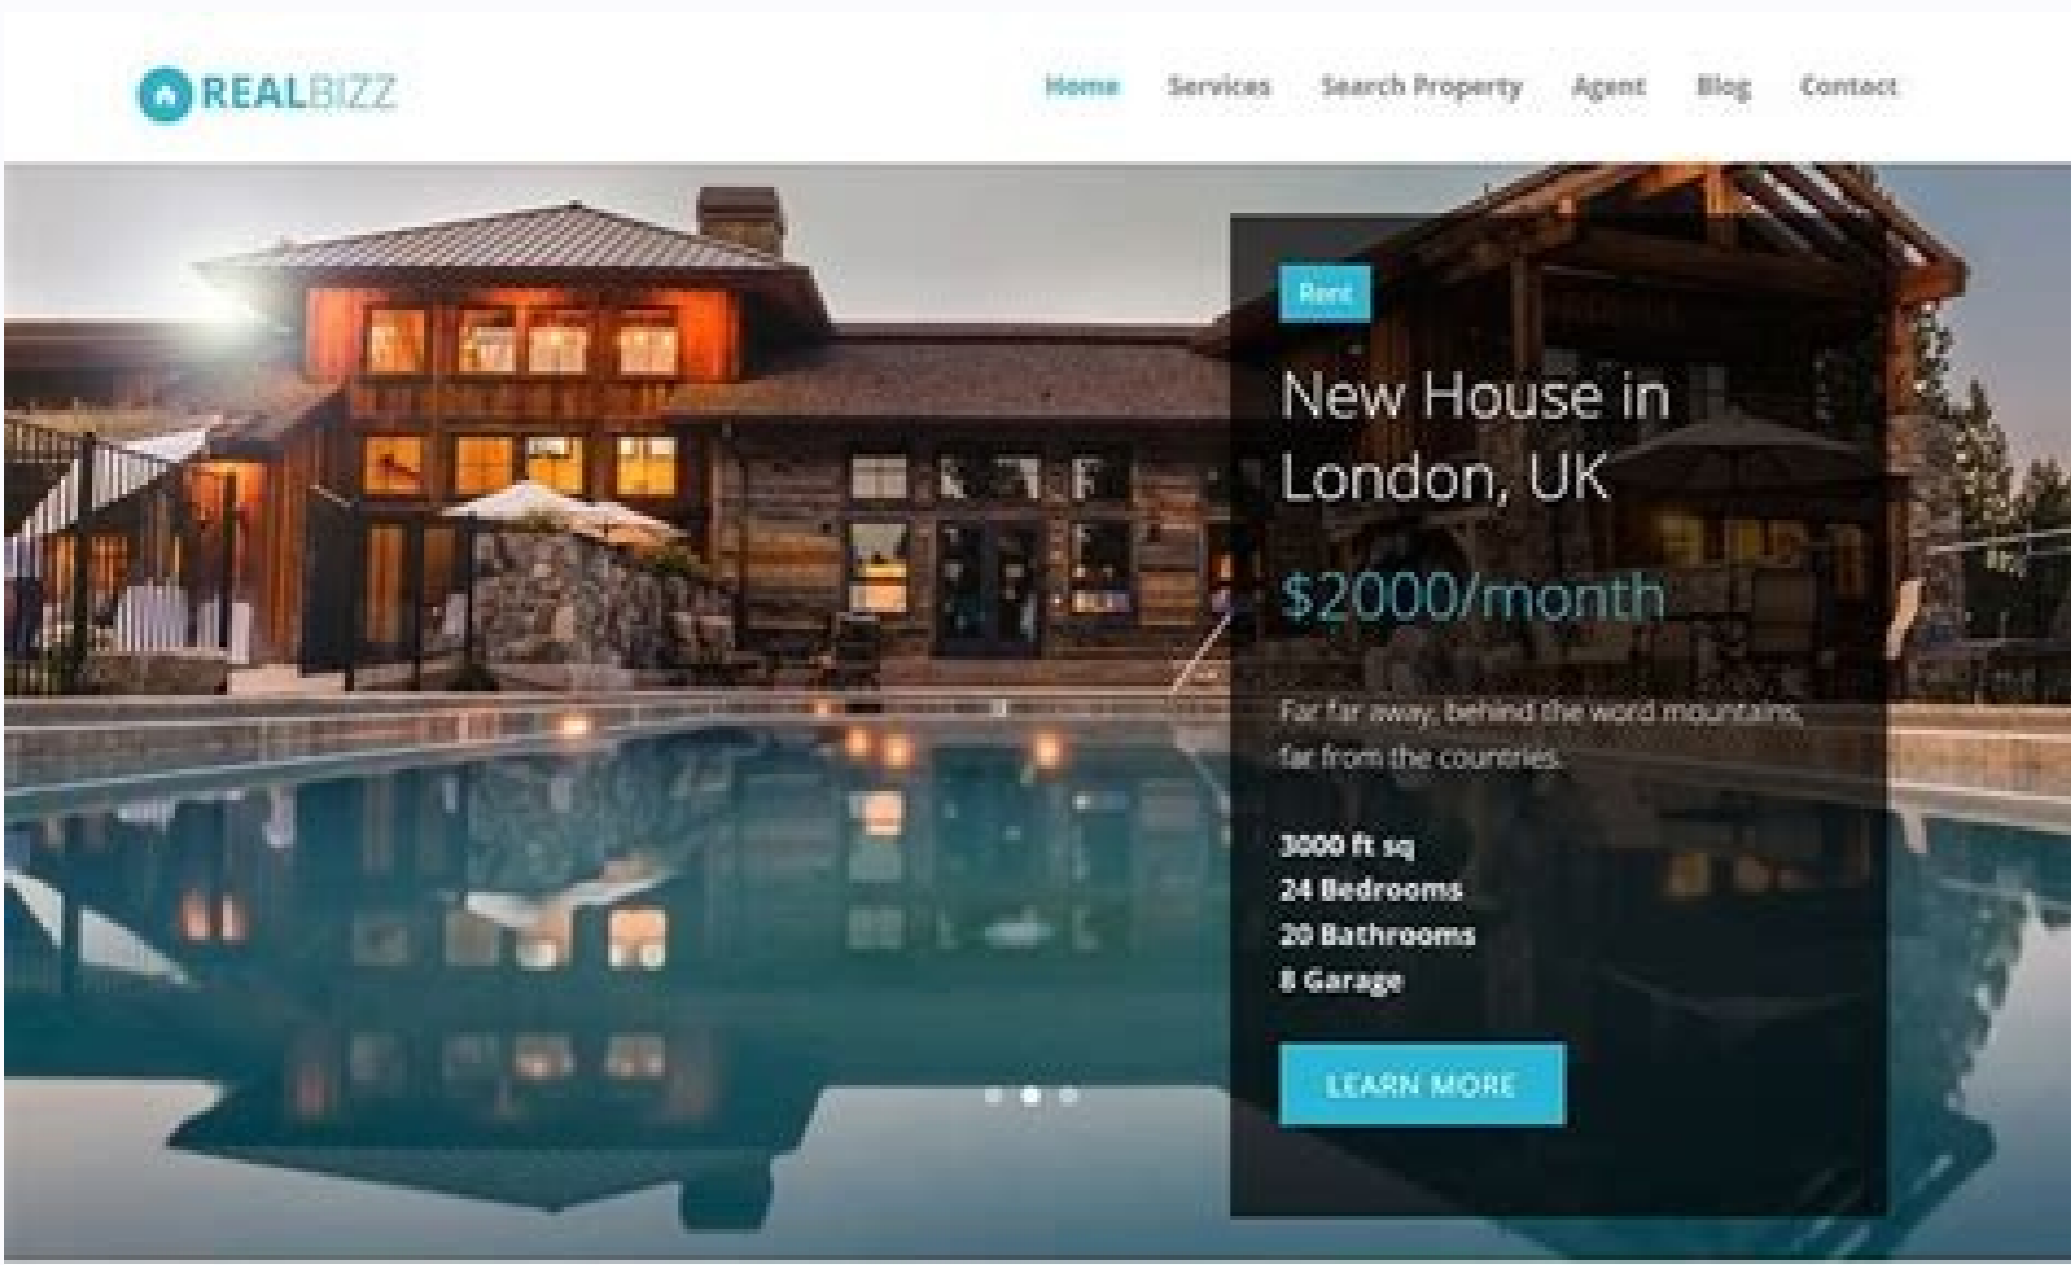 REALBIZZ
Home Services Search Property Agent Blog Contact
Rent
New House in
London, UK
$2000/month
Far far away, behind the word mountains,
far from the countries.
3000 ft sq
24 Bedrooms
20 Bathrooms
8 Garage
LEARN MORE